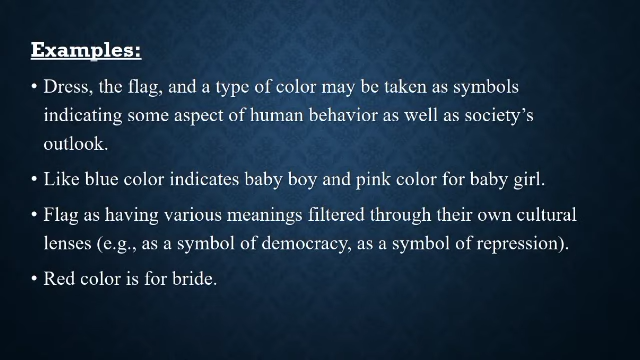 Examples:
• Dress, the flag, and a type of color may be taken as symbols
indicating some aspect of human behavior as well as society’s
outlook.
• Like blue color indicates baby boy and pink color for baby girl.
• Flag as having various meanings filtered through their own cultural
lenses (e.g., as a symbol of democracy, as a symbol of repression).
• Red color is for bride.